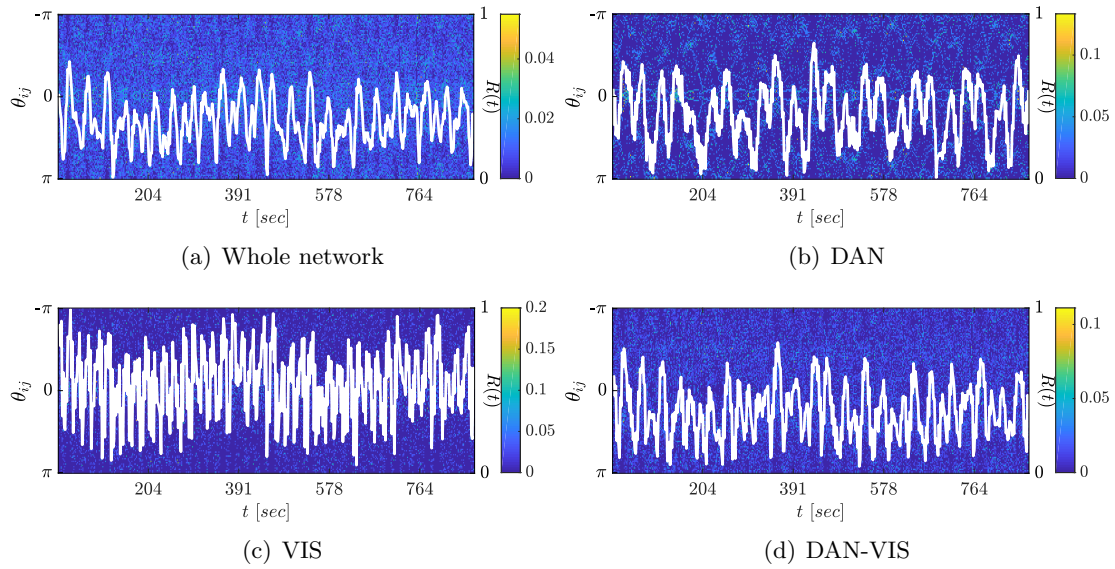 -π
0
π
θij
204 391 578 764
t [sec]
1
0
R(t)
0.04
0.02
0
(a) Whole network
-π
0
π
θij
204 391 578 764
t [sec]
1
0
R(t)
0.1
0.05
0
(b) DAN
-π
0
π
θij
204 391 578 764
t [sec]
1
0
R(t)
0.2
0.15
0.1
0.05
0
(c) VIS
-π
0
π
θij
204 391 578 764
t [sec]
1
0
R(t)
0.1
0.05
0
(d) DAN-VIS